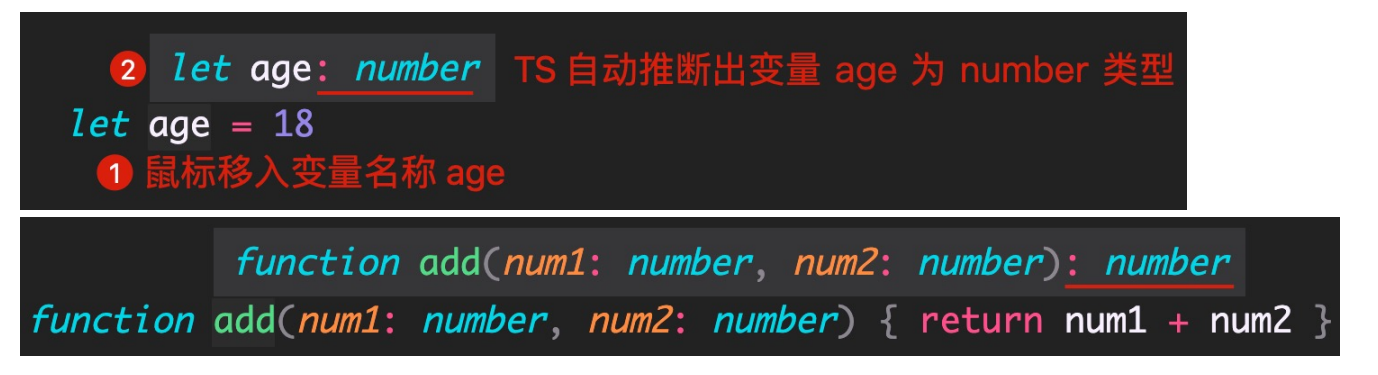 ② let age: number TS 自动推断出变量 age 为 number 类型
let age = 18
① 鼠标移入变量名称 age
function add(num1: number, num2: number): number
function add(num1: number, num2: number) { return num1 + num2 }